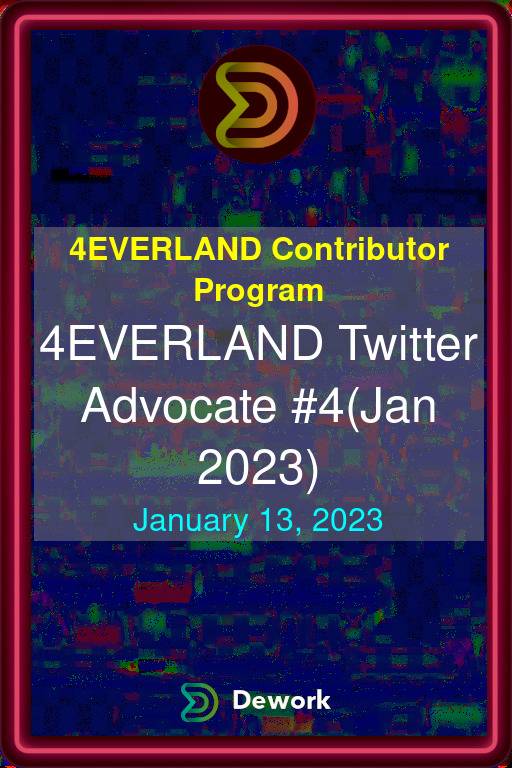 4EVERLAND Contributor
Program
4EVERLAND Twitter
Advocate #4(Jan
2023)
January 13, 2023
Dework